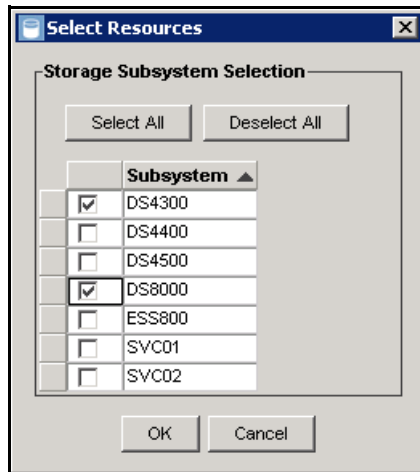 Select Resources
Storage Subsystem Selection
Select All Deselect All
Subsystem
DS4300
DS4400
DS4500
DS8000
ESS800
SVC01
SVC02
OK Cancel